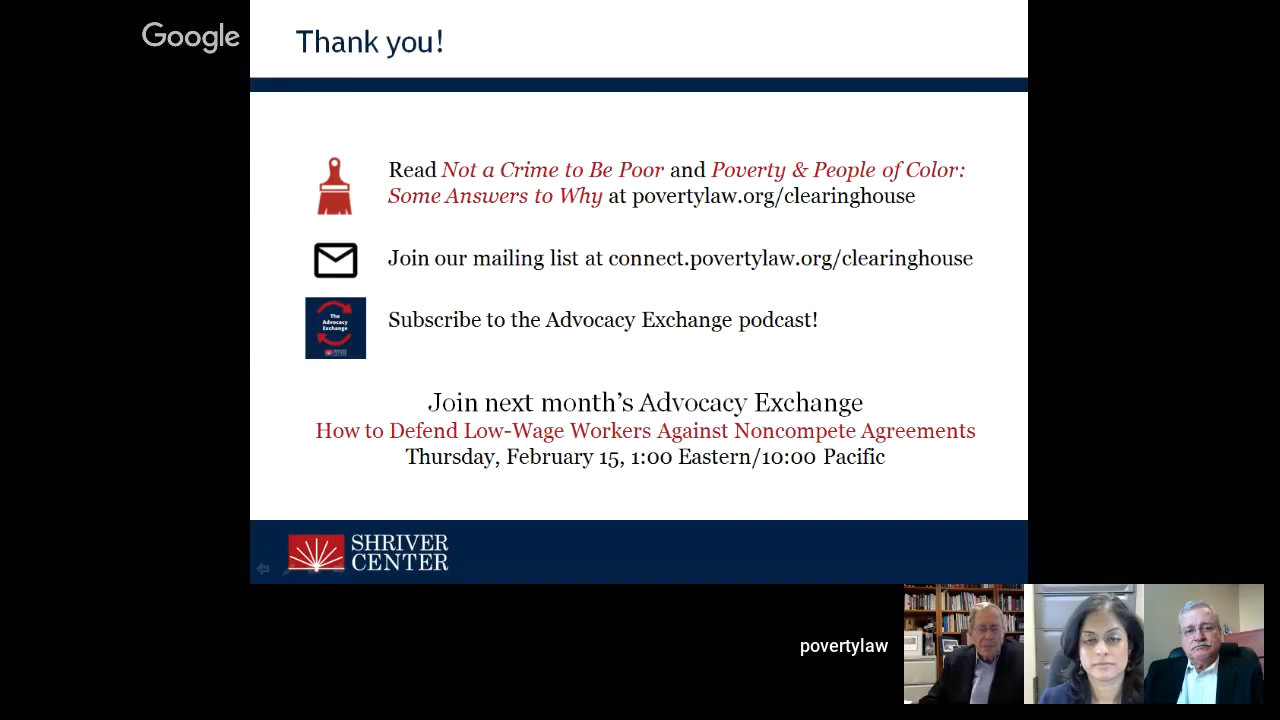 Google
Thank you!
Read Not a Crime to Be Poor and Poverty & People of Color:
Some Answers to Why at povertylaw.org/clearinghouse
Join our mailing list at connect.povertylaw.org/clearinghouse
The
Advocacy
Exchange
Subscribe to the Advocacy Exchange podcast!
Join next month's Advocacy Exchange
How to Defend Low-Wage Workers Against Noncompete Agreements
Thursday, February 15, 1:00 Eastern/10:00 Pacific
SHRIVER
CENTER
povertylaw